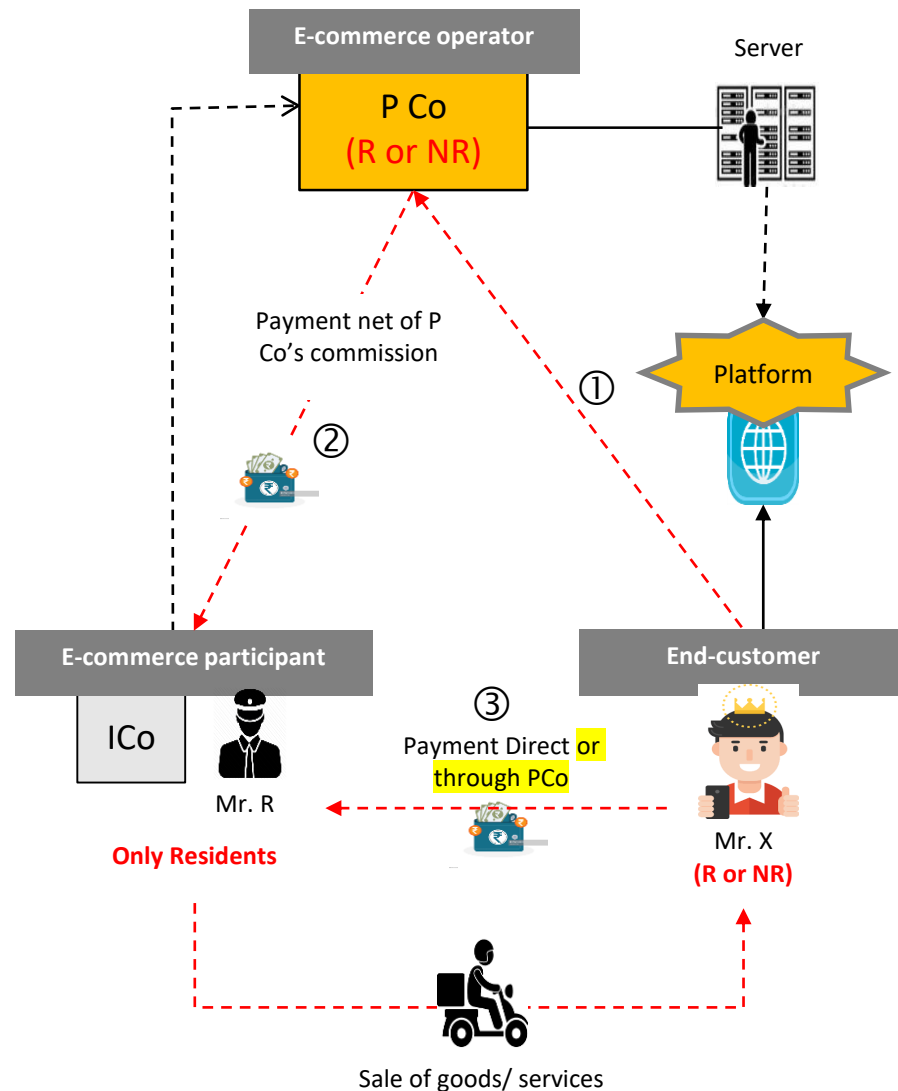 E-commerce operator
P Co
(R or NR)
Server
Payment net of P
Co's commission
①
Platform
②
E-commerce participant
End-customer
ICo
Mr. R
③
Payment Direct or
through PCo
Mr. X
(R or NR)
Only Residents
Sale of goods/ services